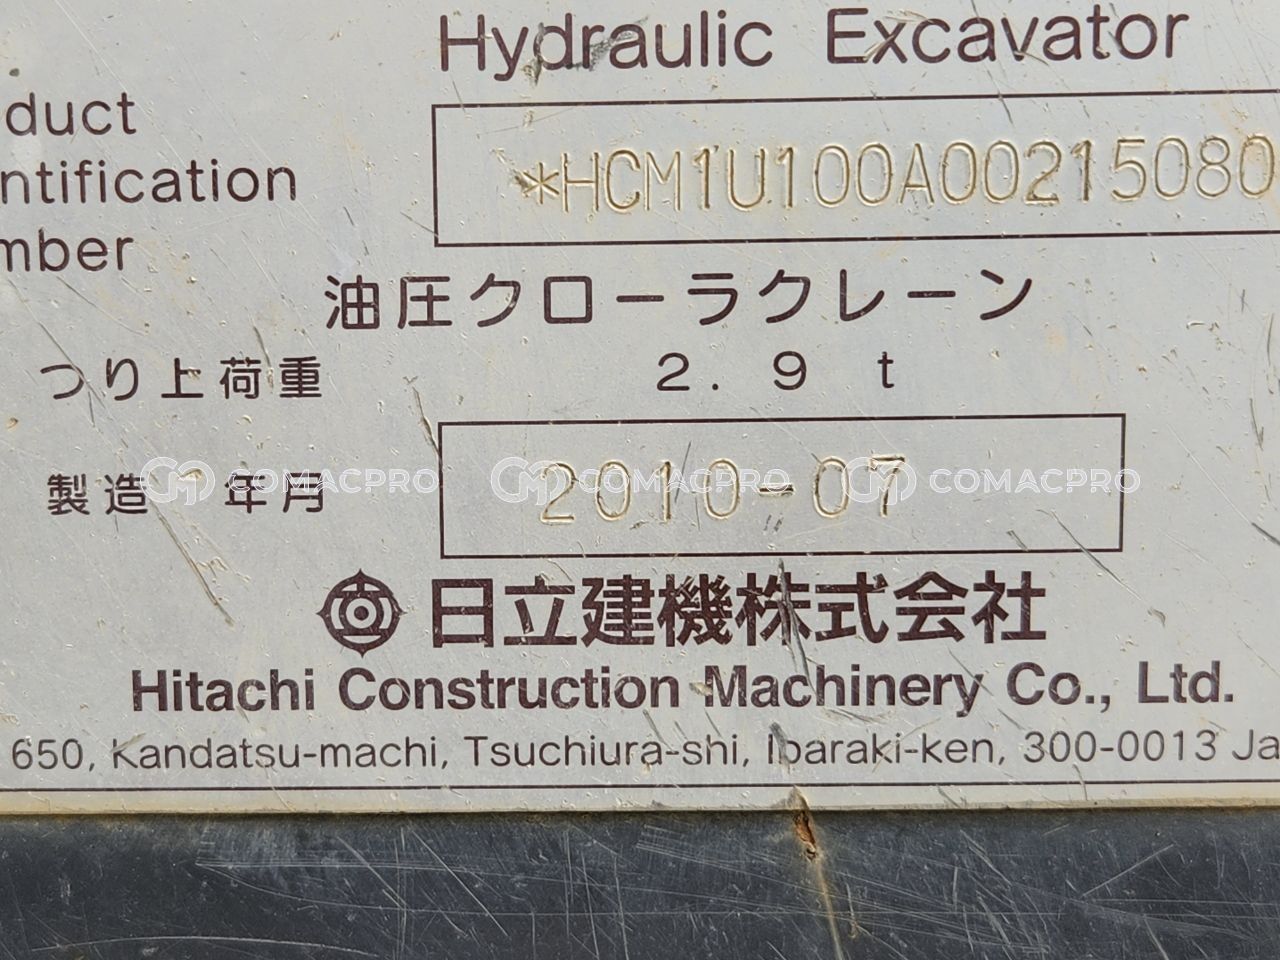 Hydraulic Excavator
duct
ntification
mber
*HCM1U100A00215080
油圧クローラクレーン
つり上荷重 2.9 t
製造 年月 2010-07
COMACPRO COMACPRO COMACPRO
日立建機株式会社
Hitachi Construction Machinery Co., Ltd.
650, Kandatsu-machi, Tsuchiura-shi, Ibaraki-ken, 300-0013 Ja